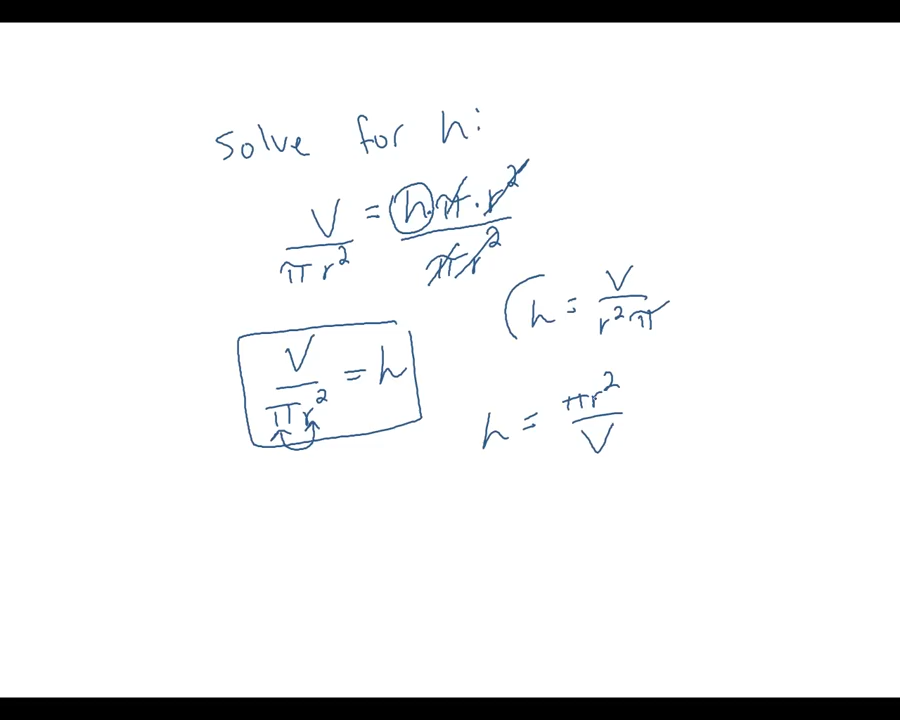 Solve for h:
V = h·π·r²
πr² πr²
V = h
πr²
(h = V
r²π
h = πr²
V